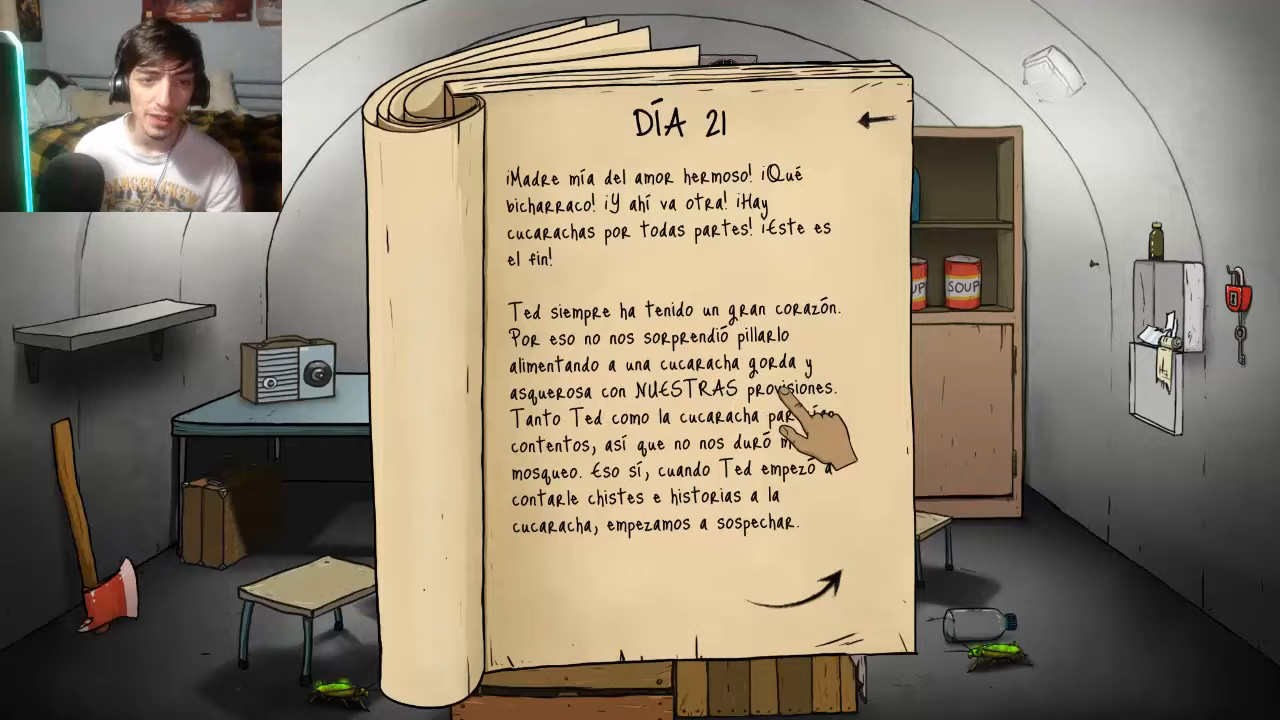 DÍA 21
¡Madre mía del amor hermoso! ¡Qué
bicharraco! ¡Y ahí va otra! ¡Hay
cucarachas por todas partes! ¡Este es
el fin!
Ted siempre ha tenido un gran corazón.
Por eso no nos sorprendió pillarlo
alimentando a una cucaracha gorda y
asquerosa con NUESTRAS provisiones.
Tanto Ted como la cucaracha
contentos, así que no nos duró
mosqueo. Eso sí, cuando Ted empezó a
contarle chistes e historias a la
cucaracha, empezamos a sospechar.
SOUP